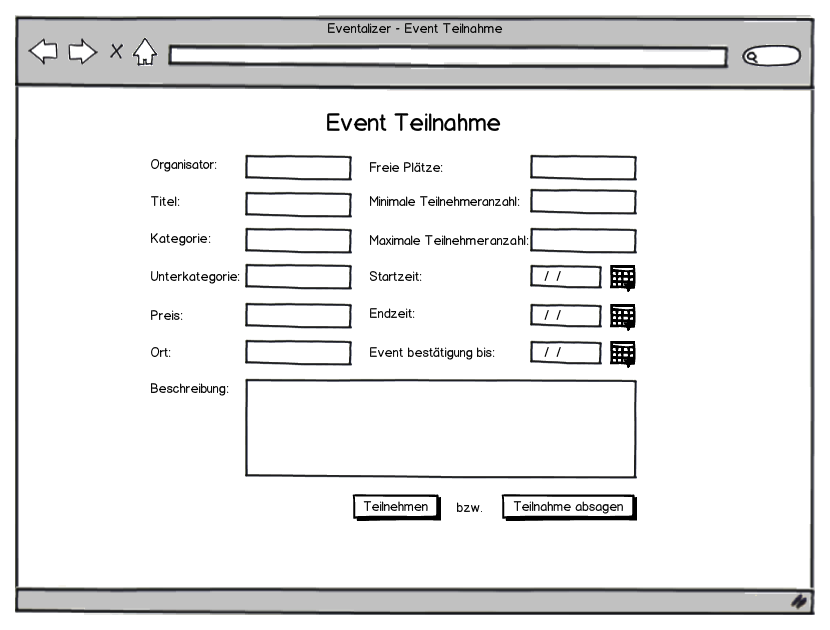 Eventalizer - Event Teilnahme
Event Teilnahme
Organisator: Freie Plätze:
Titel: Minimale Teilnehmeranzahl:
Kategorie: Maximale Teilnehmeranzahl:
Unterkategorie: Startzeit: / /
Preis: Endzeit: / /
Ort: Event bestätigung bis: / /
Beschreibung:
Teilnehmen bzw. Teilnahme absagen